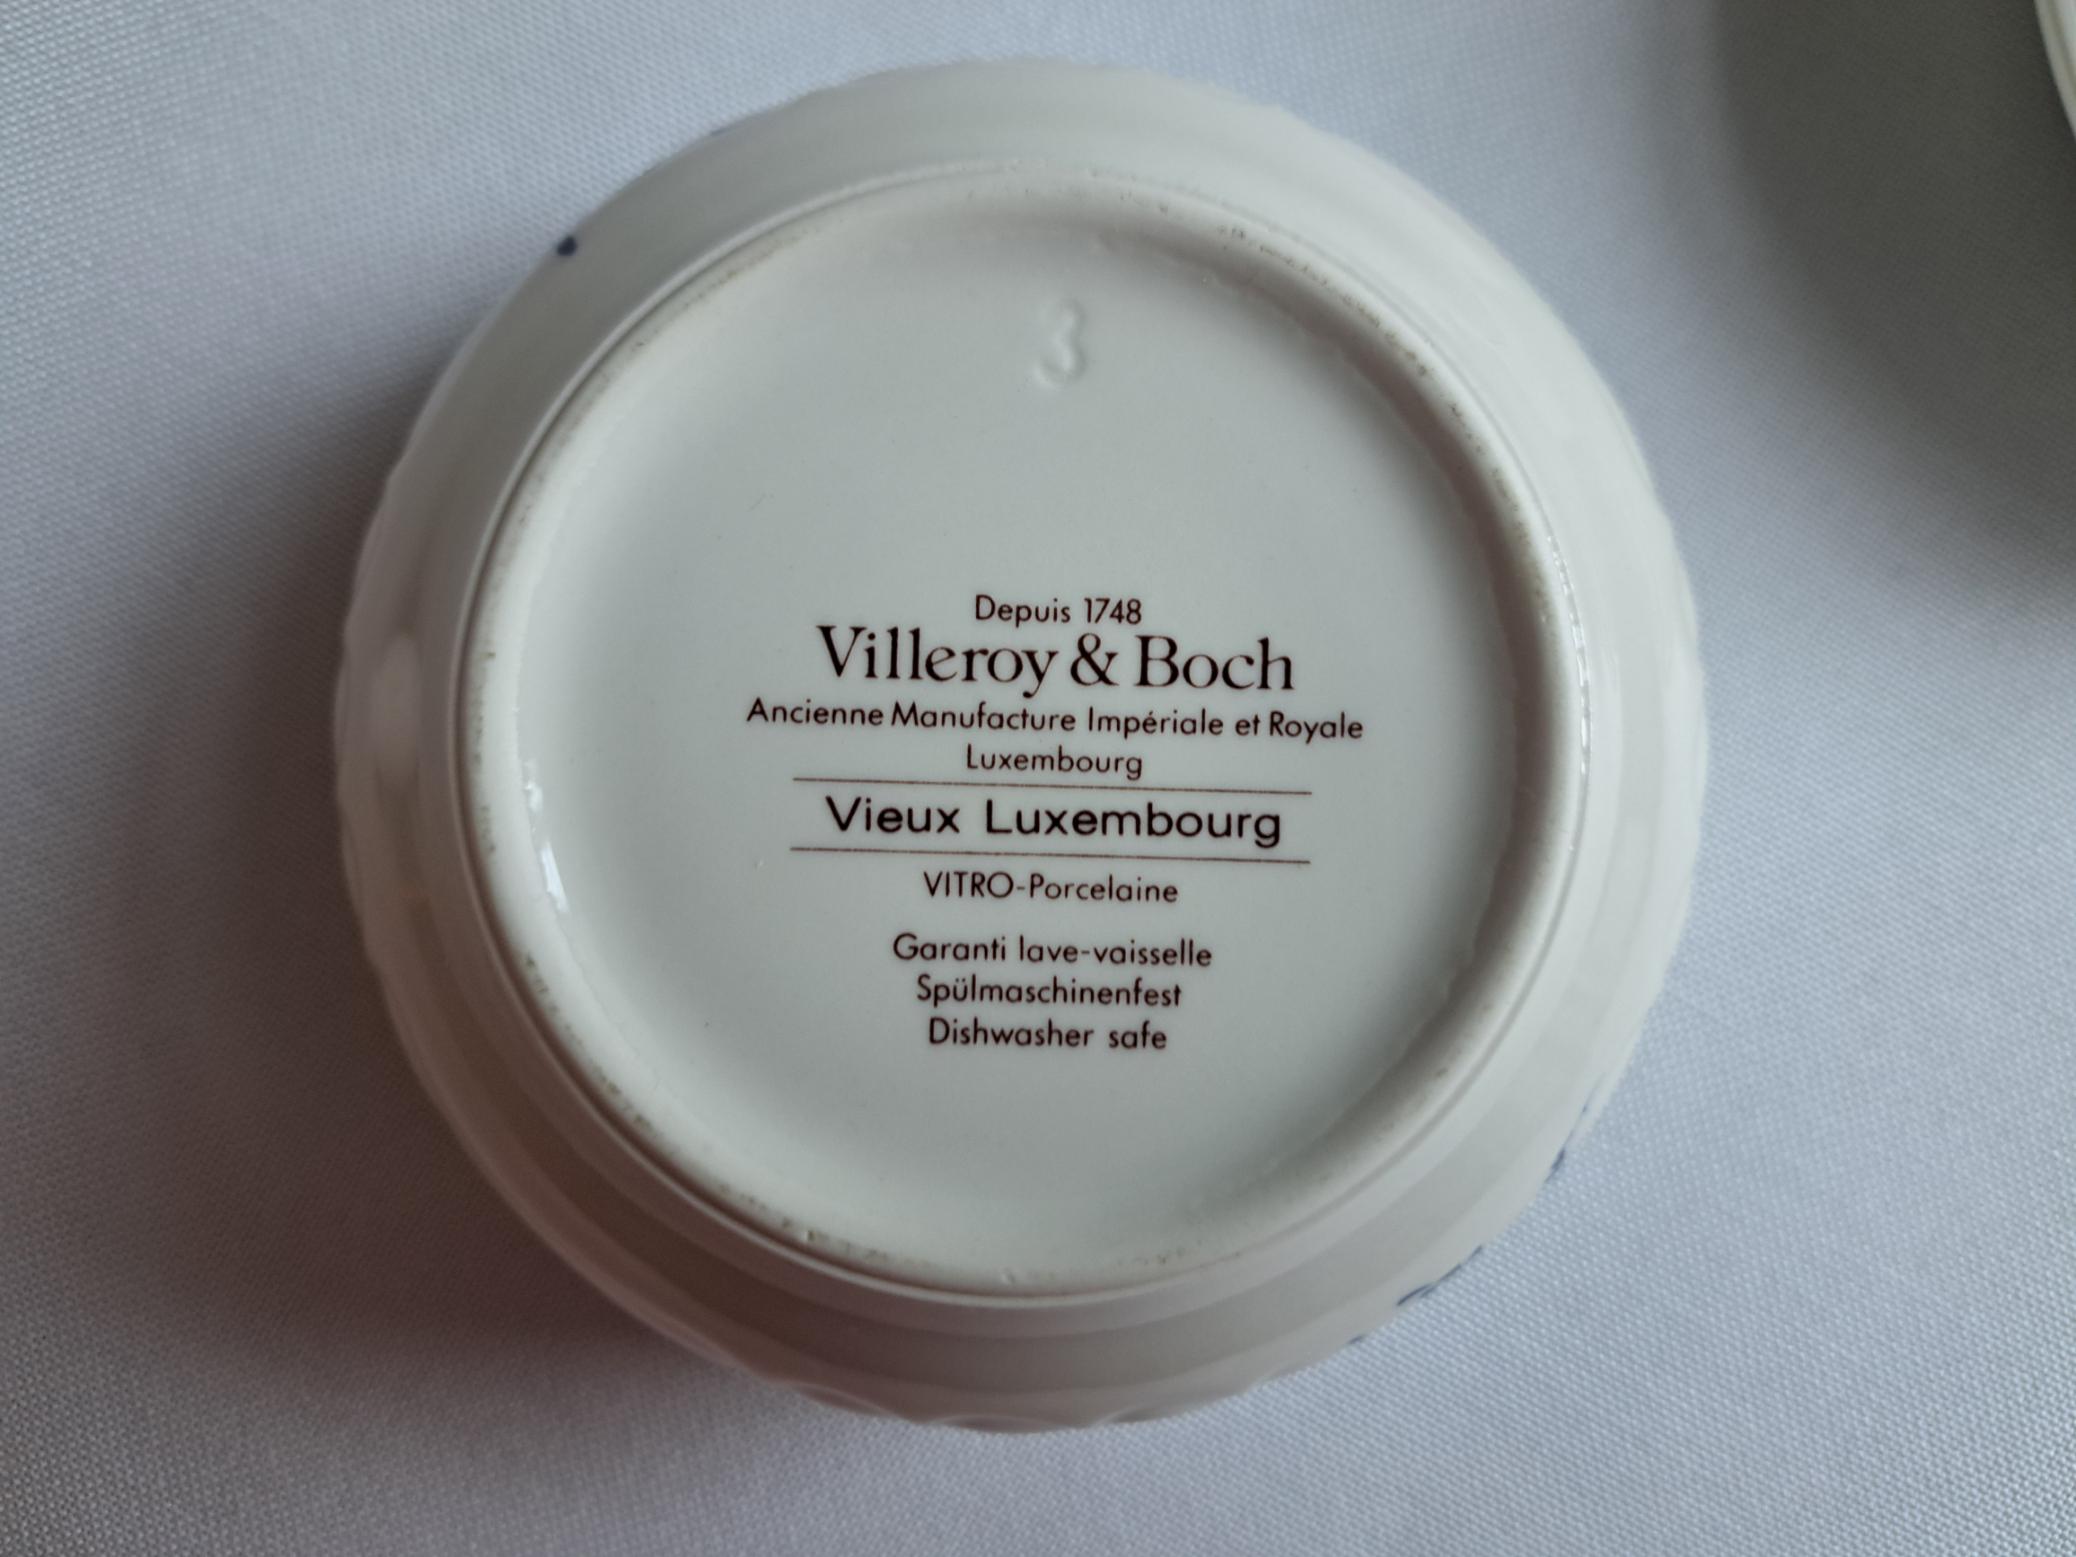 Depuis 1748
Villeroy & Boch
Ancienne Manufacture Impériale et Royale
Luxembourg
Vieux Luxembourg
VITRO-Porcelaine
Garanti lave-vaisselle
Spülmaschinenfest
Dishwasher safe